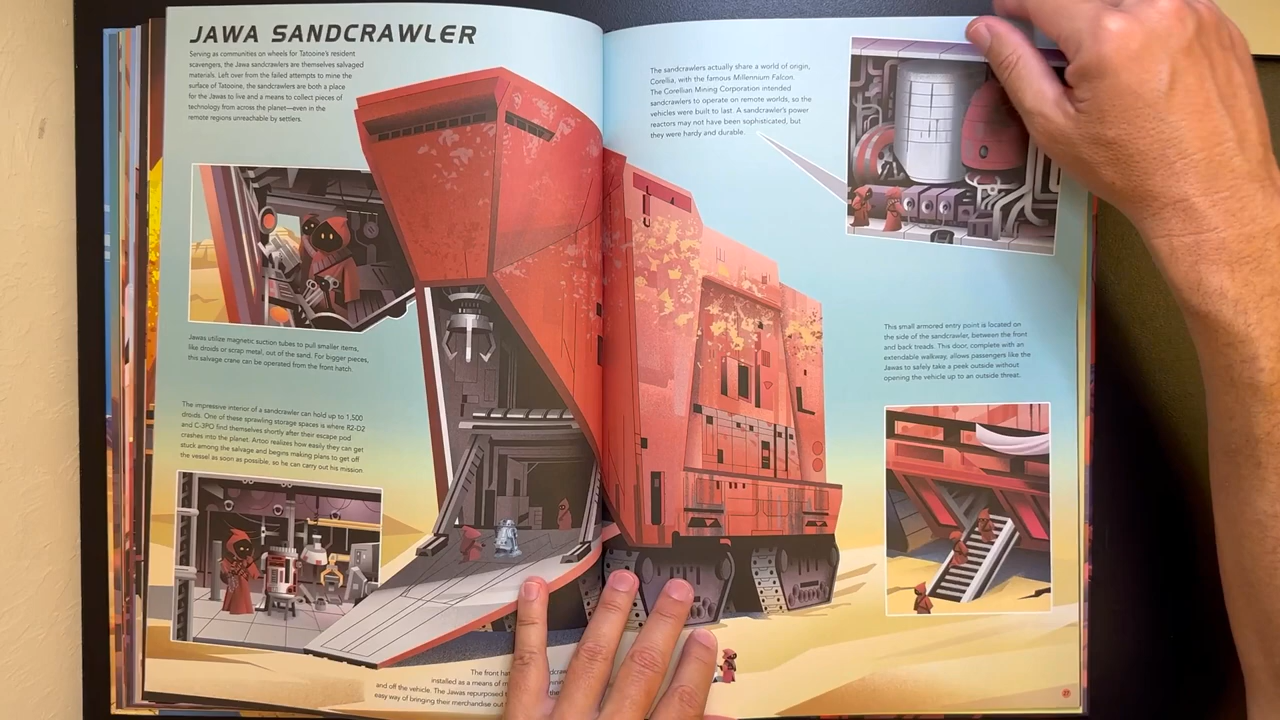 JAWA SANDCRAWLER
Serving as communities on wheels for Tatooine's resident
scavengers, the Jawa sandcrawlers are themselves salvaged
materials. Left over from the failed attempts to mine the
surface of Tatooine, the sandcrawlers are both a place
for the Jawas to live and a means to collect pieces of
technology from across the planet—even in the
remote regions unreachable by settlers.
Jawas utilize magnetic suction tubes to pull smaller items,
like droids or scrap metal, out of the sand. For bigger pieces,
this salvage crane can be operated from the front hatch.
The impressive interior of a sandcrawler can hold up to 1,500
droids. One of these sprawling storage spaces is where R2-D2
and C-3PO find themselves shortly after their escape pod
crashes into the planet. Artoo realizes how easily they can get
stuck among the salvage and begins making plans to get off
the vessel as soon as possible, so he can carry out his mission
The front
installed as a means of
and off the vehicle. The Jawas repurposed
easy way of bringing their merchandise out
The sandcrawlers actually share a world of origin,
Corellia, with the famous Millennium Falcon.
The Corellian Mining Corporation intended
sandcrawlers to operate on remote worlds, so the
vehicles were built to last. A sandcrawler's power
reactors may not have been sophisticated, but
they were hardy and durable.
This small armored entry point is located on
the side of the sandcrawler, between the front
and back treads. This door, complete with an
extendable walkway, allows passengers like the
Jawas to safely take a peek outside without
opening the vehicle up to an outside threat.
27